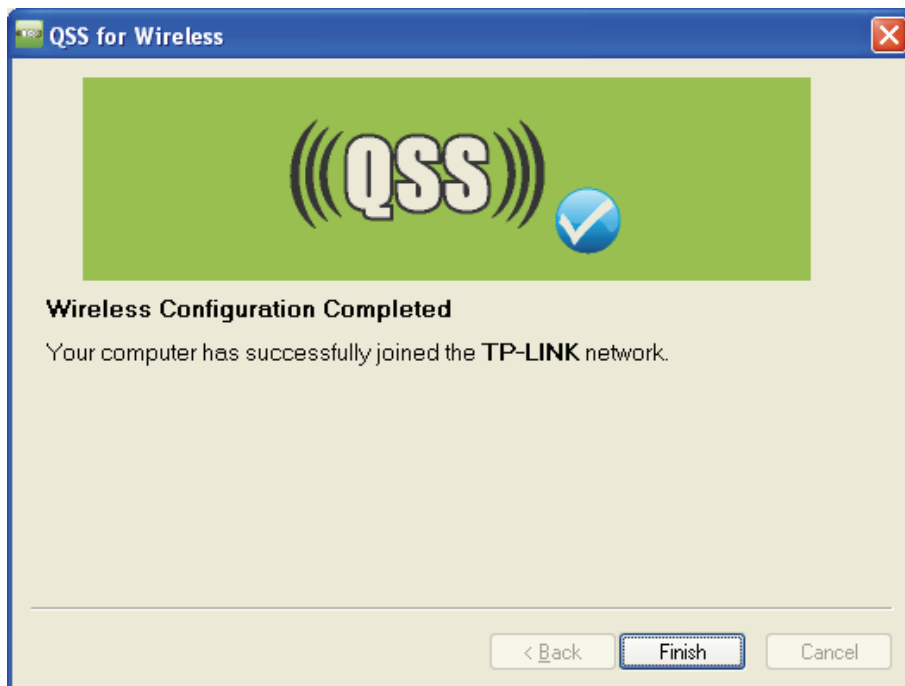 QSS for Wireless
QSS
Wireless Configuration Completed
Your computer has successfully joined the TP-LINK network.
< Back Finish Cancel